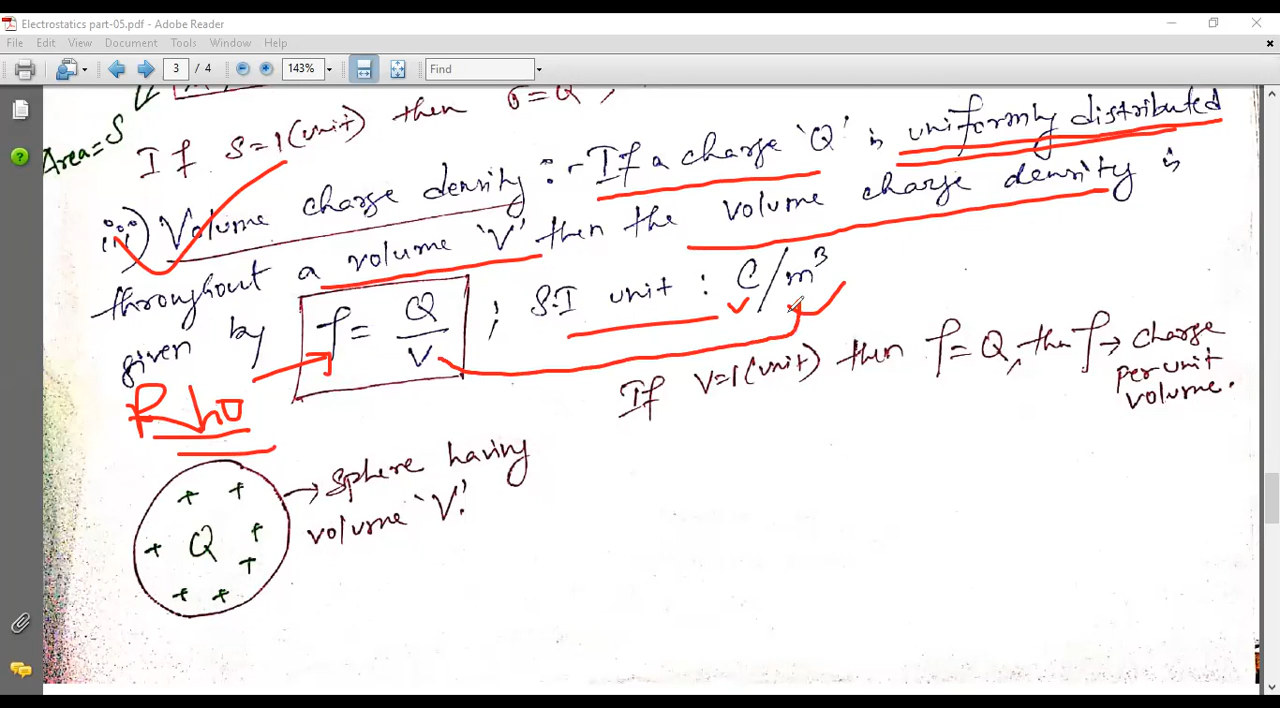 Electrostatics part-05.pdf - Adobe Reader
File Edit View Document Tools Window Help
3 / 4 143% Find
Area=S
If S=1(unit) then σ=Q,
iii) Volume charge density :- If a charge 'Q' is uniformly distributed
throughout a volume 'V' then the volume charge density is
given by ρ= Q/V ; S.I unit : C/m³
If V=1(unit) then ρ=Q, then ρ→ charge
per unit
volume.
Rho
+ + + Q + + + +
→ Sphere having
volume 'V'.